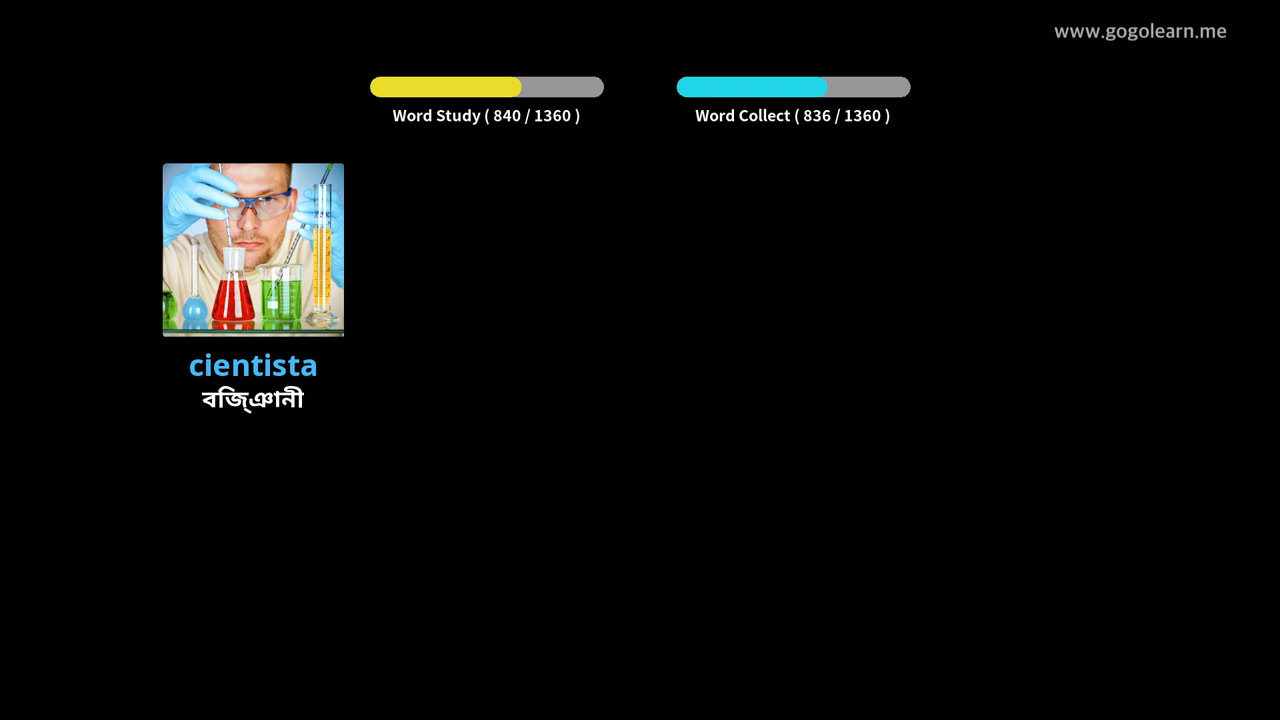 www.gogolearn.me
Word Study ( 840 / 1360 )
Word Collect ( 836 / 1360 )
cientista
বজি্ঞানী